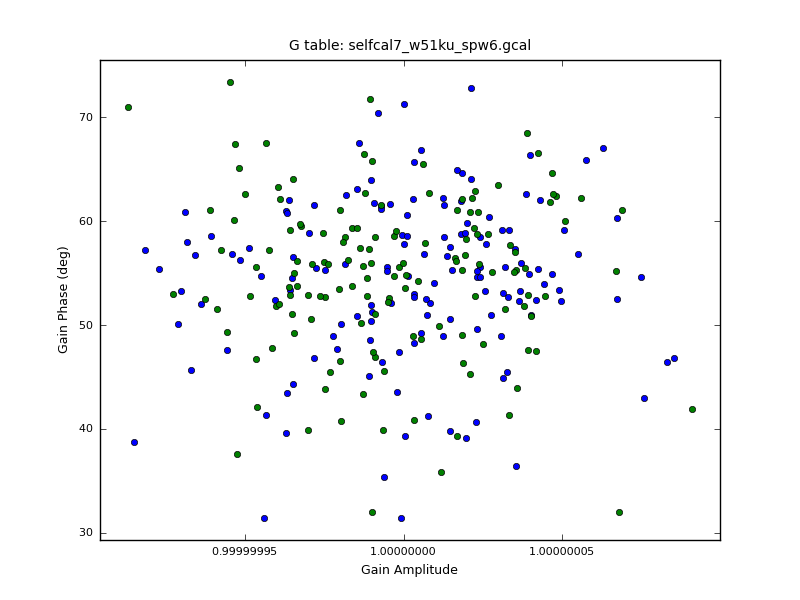 G table: selfcal7_w51ku_spw6.gcal
70
60
50
40
30
Gain Phase (deg)
0.99999995
1.00000000
1.00000005
Gain Amplitude